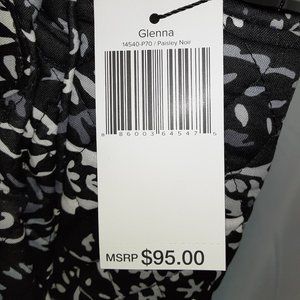 Glenna
14540-P70 / Paisley Noir
8 86003 64547 5
MSRP $95.00